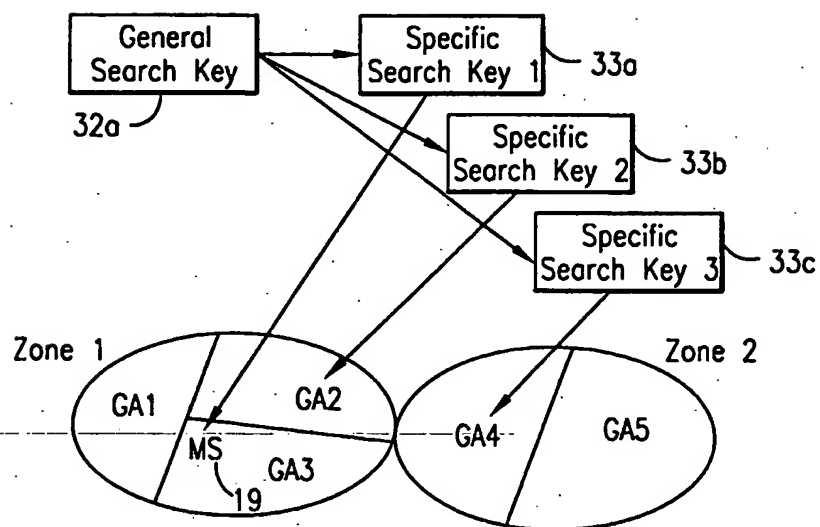 General
Search Key
32a
Specific
Search Key 1
33a
Specific
Search Key 2
33b
Specific
Search Key 3
33c
Zone 1
GA1
GA2
MS
19
GA3
Zone 2
GA4
GA5